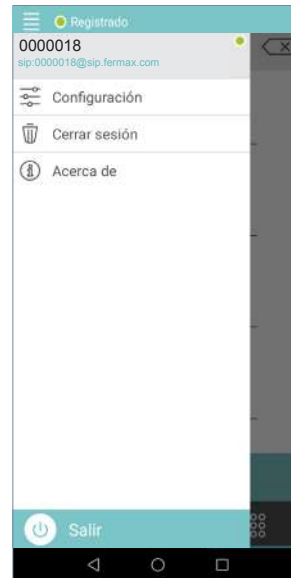 Registrado
0000018
sip:0000018@sip.fermax.com
Configuración
Cerrar sesión
Acerca de
Salir